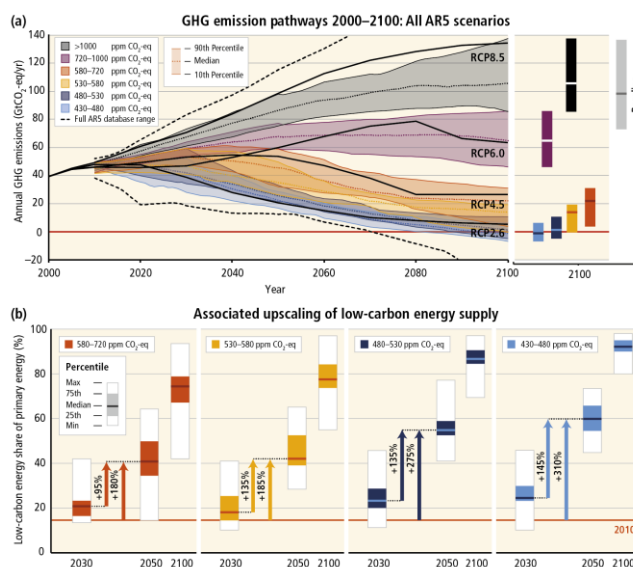 (a) GHG emission pathways 2000–2100: All AR5 scenarios
Annual GHG emissions (GtCO2-eq/yr)
140
120
100
80
60
40
20
0
−20
>1000 ppm CO2-eq
720–1000 ppm CO2-eq
580–720 ppm CO2-eq
530–580 ppm CO2-eq
480–530 ppm CO2-eq
430–480 ppm CO2-eq
Full AR5 database range
90th Percentile
Median
10th Percentile
RCP8.5
RCP6.0
RCP4.5
RCP2.6
2000 2020 2040 2060 2080 2100
Year
2100
(b) Associated upscaling of low-carbon energy supply
Low-carbon energy share of primary energy (%)
100
80
60
40
20
0
580-720 ppm CO2-eq
530–580 ppm CO2-eq
480–530 ppm CO2-eq
430–480 ppm CO2-eq
Percentile
Max
75th
Median
25th
Min
+95%
+180%
+135%
+185%
+135%
+275%
+145%
+310%
2010
2030 2050 2100
2030 2050 2100
2030 2050 2100
2030 2050 2100